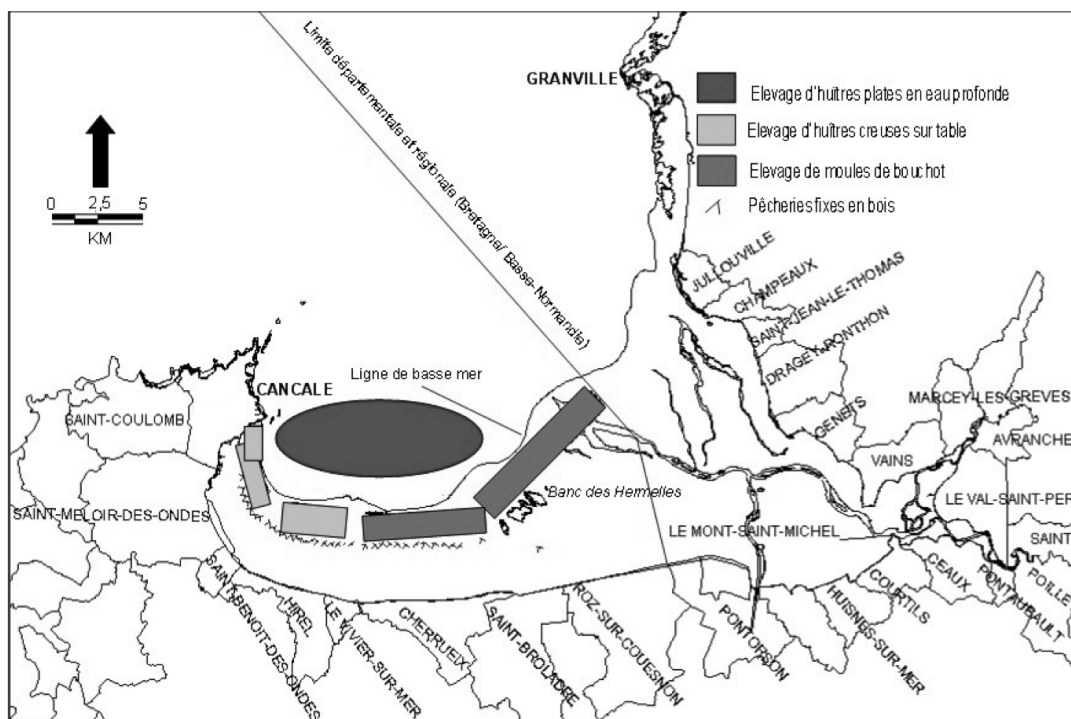 Limite départementale et régionale (Bretagne/ Basse-Normandie)
GRANVILLE
Elevage d'huîtres plates en eau profonde
Elevage d'huîtres creuses sur table
Elevage de moules de bouchot
Pêcheries fixes en bois
0 2,5 5
KM
JULLOUVILLE
CHAMPEAUX
SAINT-JEAN-LE-THOMAS
DRAGEY-RONTHON
GENETS
MARCEY-LES-GREVES
AVRANCHE
VAINS
LE VAL-SAINT-PER
SAINT
CANCALE
Ligne de basse mer
SAINT-COULOMB
Banc des Hermelles
SAINT-MELOIR-DES-ONDES
LE MONT-SAINT-MICHEL
SAINT-BENOIT-DES-ONDES
HIREL
LE VIVIER-SUR-MER
CHERRUEIX
SAINT-BROLADRE
ROZ-SUR-COUESNON
PONTORSON
HUISNES-SUR-MER
COURTILS
CEAUX
PONTAUBAULT
POILLE